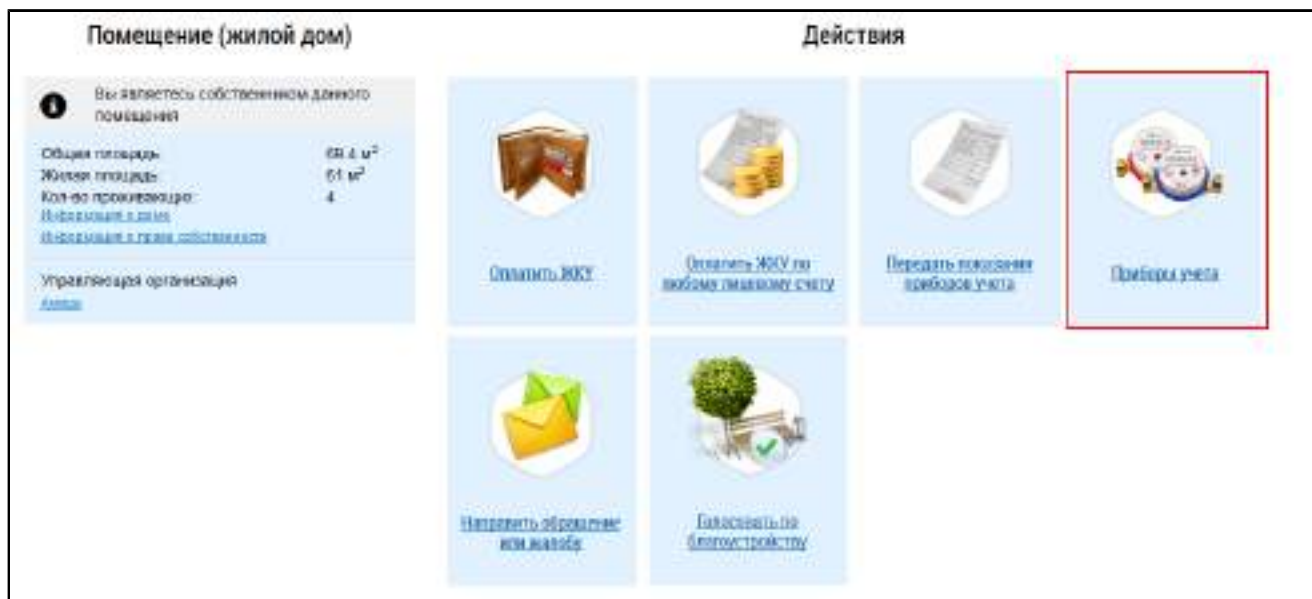 Помещение (жилой дом)
Вы являетесь собственником данного
помещения
Общая площадь
69.4 м²
Жилая площадь
61 м²
Кол-во проживающих:
4
Информация о доме
Информация о праве собственности
Управляющая организация
Действия
Оплатить ЖКУ
Оплатить ЖКУ по
любому лицевому счету
Передать показания
приборов учета
Приборы учета
Направить обращение
или жалобу
Голосовать по
благоустройству